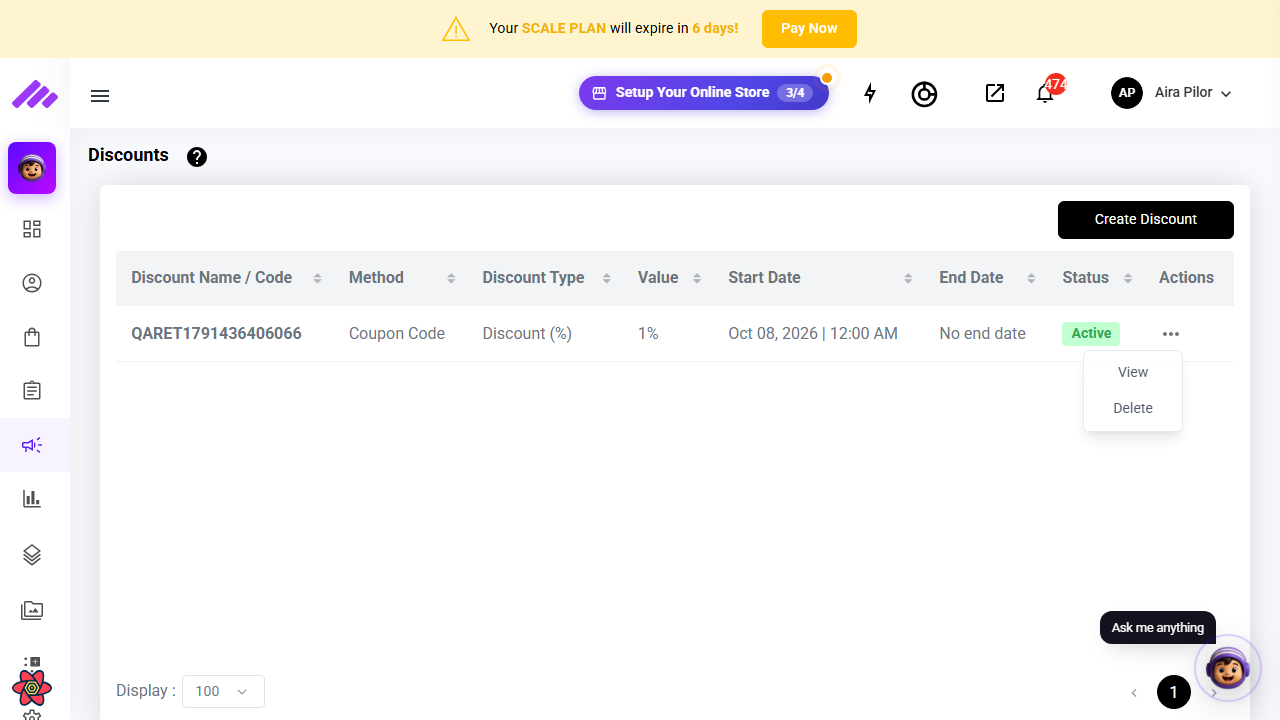 Your SCALE PLAN will expire in 6 days!
Pay Now
Setup Your Online Store 3/4
474
AP
Aira Pilor
Discounts
?
Create Discount
Discount Name / Code Method Discount Type Value Start Date End Date Status Actions
QARET1791436406066 Coupon Code Discount (%) 1% Oct 08, 2026 | 12:00 AM No end date Active
View
Delete
Ask me anything
Display : 100
1